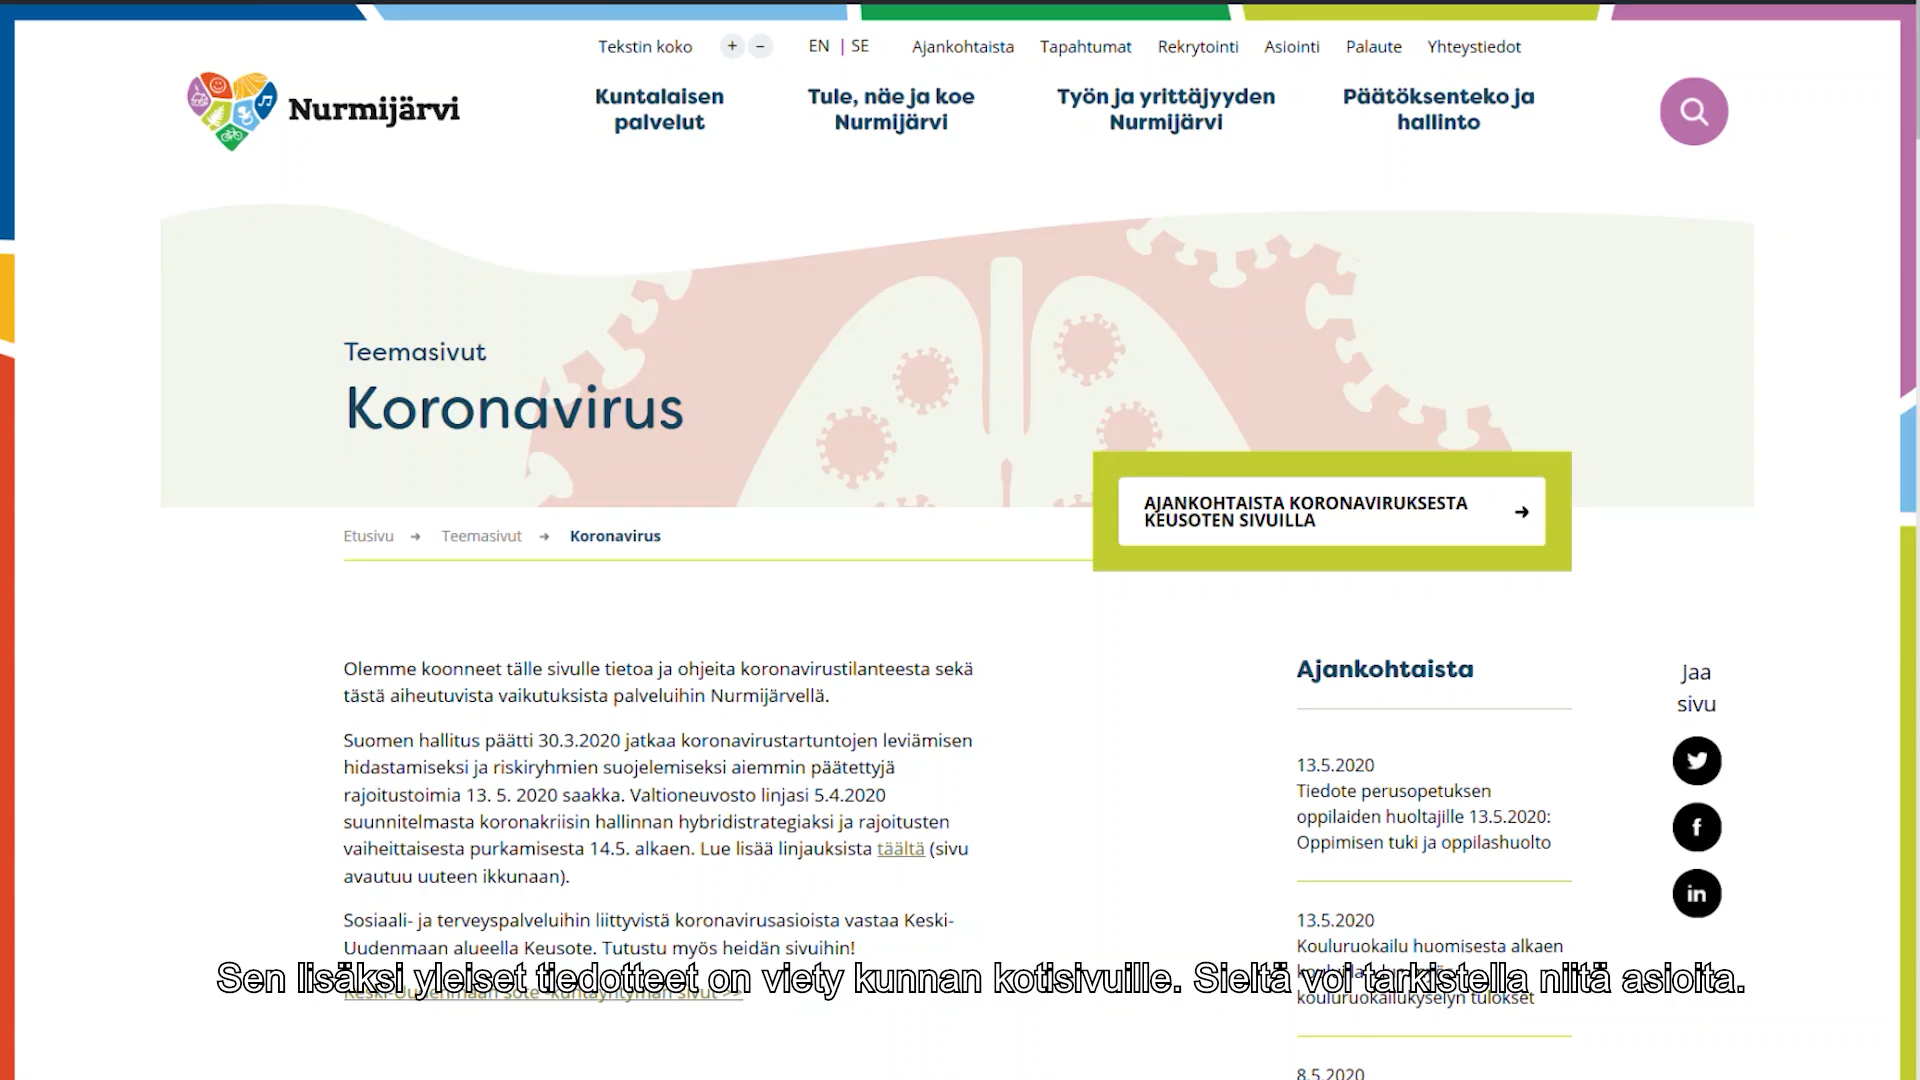 Tekstin koko + − EN | SE Ajankohtaista Tapahtumat Rekrytointi Asiointi Palaute Yhteystiedot
Nurmijärvi
Kuntalaisen
palvelut
Tule, näe ja koe
Nurmijärvi
Työn ja yrittäjyyden
Nurmijärvi
Päätöksenteko ja
hallinto
Teemasivut
Koronavirus
AJANKOHTAISTA KORONAVIRUKSESTA
KEUSOTEN SIVUILLA
Etusivu → Teemasivut → Koronavirus
Olemme koonneet tälle sivulle tietoa ja ohjeita koronavirustilanteesta sekä
tästä aiheutuvista vaikutuksista palveluihin Nurmijärvellä.
Suomen hallitus päätti 30.3.2020 jatkaa koronavirustartuntojen leviämisen
hidastamiseksi ja riskiryhmien suojelemiseksi aiemmin päätettyjä
rajoitustoimia 13. 5. 2020 saakka. Valtioneuvosto linjasi 5.4.2020
suunnitelmasta koronakriisin hallinnan hybridistrategiaksi ja rajoitusten
vaiheittaisesta purkamisesta 14.5. alkaen. Lue lisää linjauksista täältä (sivu
avautuu uuteen ikkunaan).
Sosiaali- ja terveyspalveluihin liittyvistä koronavirusasioista vastaa Keski-
Uudenmaan alueella Keusote. Tutustu myös heidän sivuihin!
Keski-Uudenmaan sote -kuntayhtymän sivut >>
Ajankohtaista
13.5.2020
Tiedote perusopetuksen
oppilaiden huoltajille 13.5.2020:
Oppimisen tuki ja oppilashuolto
13.5.2020
Kouluruokailu huomisesta alkaen
kouluruokailukyselyn tulokset
8.5.2020
Jaa
sivu
Sen lisäksi yleiset tiedotteet on viety kunnan kotisivuille. Sieltä voi tarkistella niitä asioita.